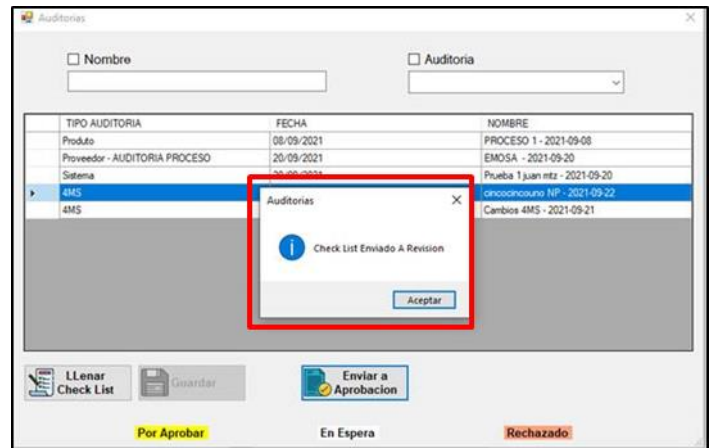 Auditorias
Nombre
Auditoria
TIPO AUDITORIA FECHA NOMBRE
Produto 08/09/2021 PROCESO 1 - 2021-09-08
Proveedor - AUDITORIA PROCESO 20/09/2021 EMOSA - 2021-09-20
Sistema Prueba 1 juan mtz - 2021-09-20
4MS cincocincouno NP - 2021-09-22
4MS Cambios 4MS - 2021-09-21
Auditorias
Check List Enviado A Revision
Aceptar
LLenar
Check List
Guardar
Enviar a
Aprobacion
Por Aprobar En Espera Rechazado